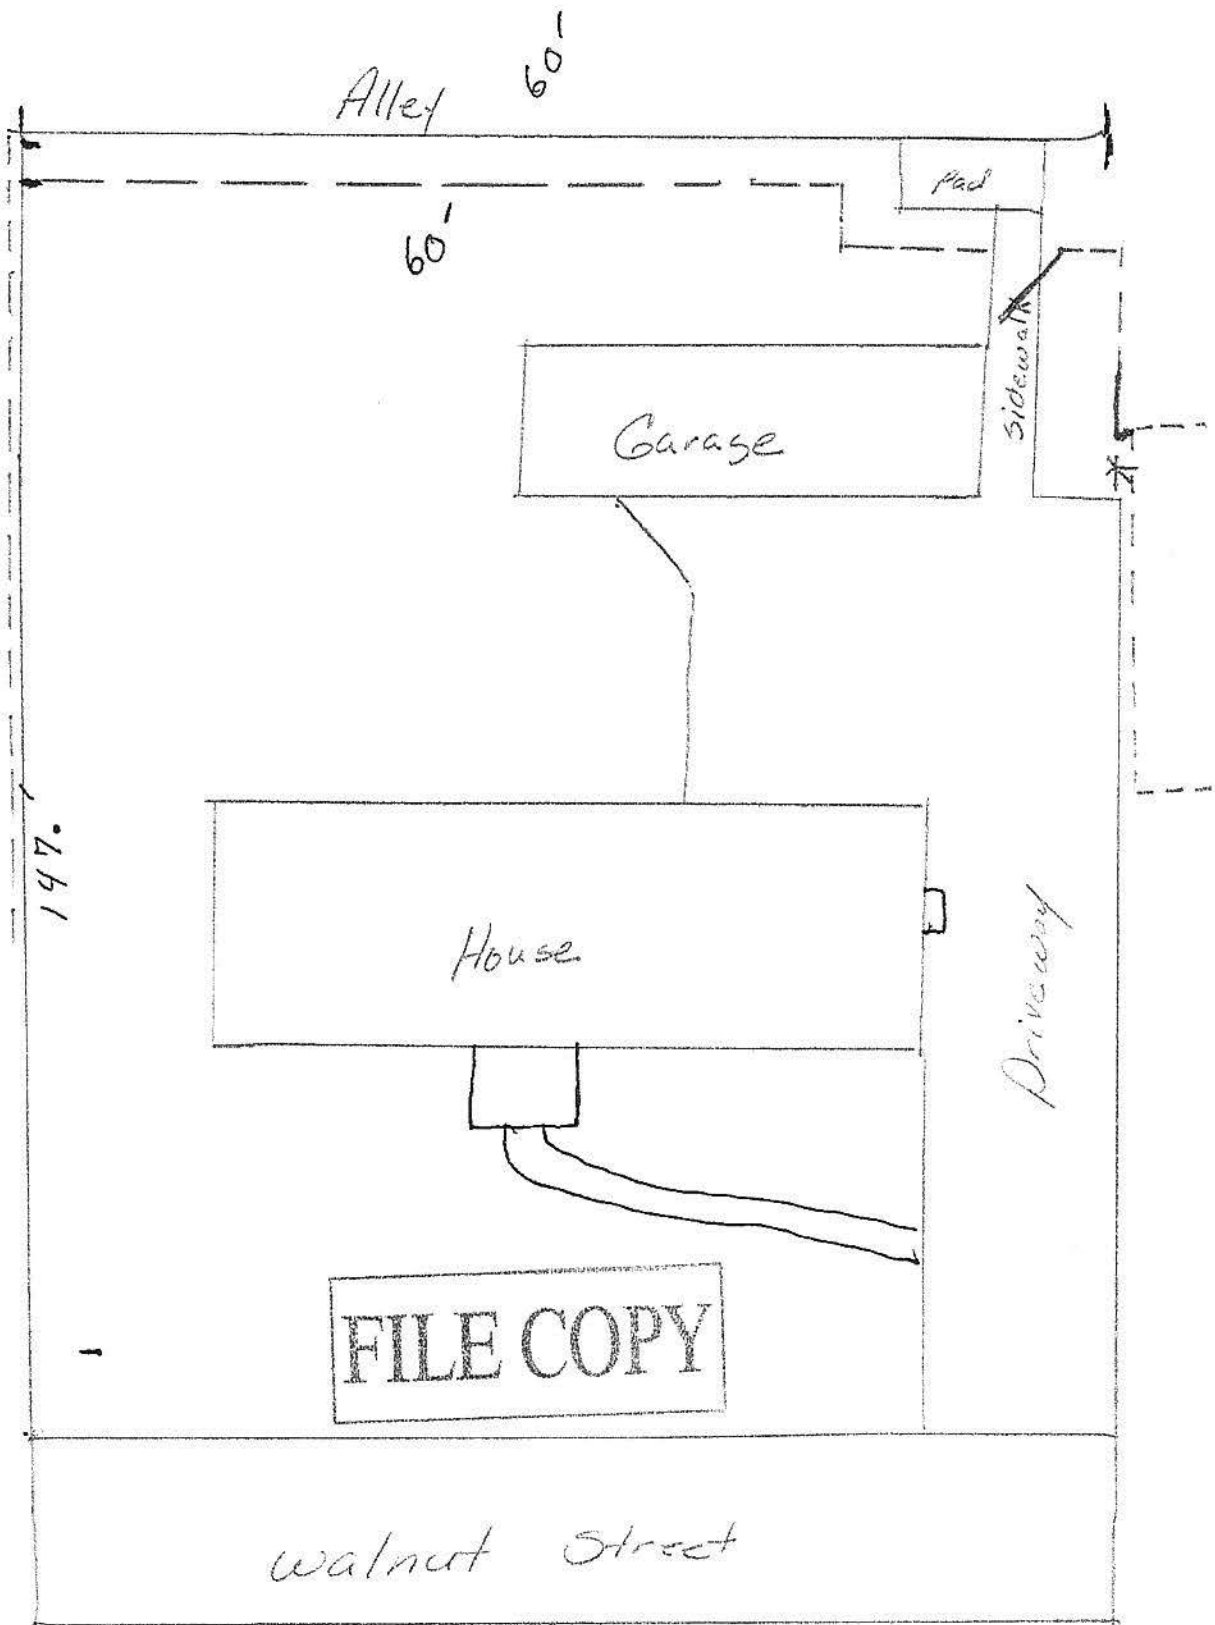 60'
Alley
Pad
60'
Sidewalk
Garage
147.'
House
Driveway
FILE COPY
Walnut Street